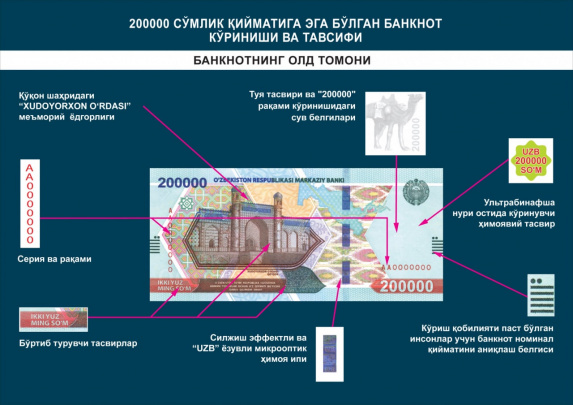 200000 СЎМЛИК ҚИЙМАТИГА ЭГА БЎЛГАН БАНКНОТ
КЎРИНИШИ ВА ТАВСИФИ
БАНКНОТНИНГ ОЛД ТОМОНИ
Қўқон шаҳридаги
“XUDOYORXON O‘RDASI”
меъморий ёдгорлиги
Туя тасвири ва "200000"
рақами кўринишидаги
сув белгилари
200000
UZB
200000
SO'M
Ультрабинафша
нури остида кўринувчи
ҳимоявий тасвир
AA0000000
Серия ва рақами
200000
O‘ZBEKISTON RESPUBLIKASI MARKAZIY BANKI
AA0000000
AA0000000
IKKI YUZ
MING SO'M
200000
IKKI YUZ
MING SO'M
Бўртиб турувчи тасвирлар
Силжиш эффектли ва
“UZB” ёзувли микрооптик
ҳимоя ипи
Кўриш қобилияти паст бўлган
инсонлар учун банкнот номинал
қийматини аниқлаш белгиси